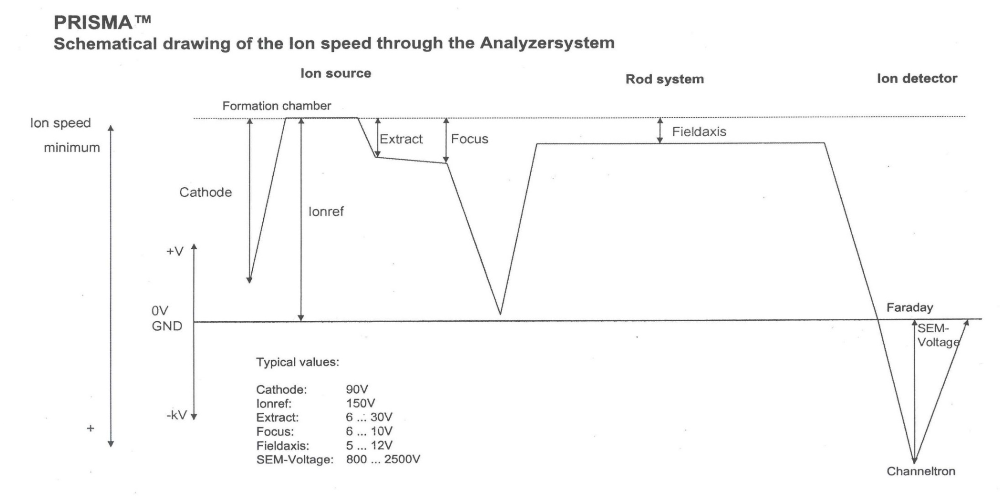 PRISMA™
Schematical drawing of the Ion speed through the Analyzersystem
Ion source
Rod system
Ion detector
Formation chamber
Ion speed
minimum
Extract
Focus
Fieldaxis
Cathode
Ionref
+V
0V
GND
-kV
+
Faraday
SEM-
Voltage
Channeltron
Typical values:
Cathode: 90V
Ionref: 150V
Extract: 6 ... 30V
Focus: 6 ... 10V
Fieldaxis: 5 ... 12V
SEM-Voltage: 800 ... 2500V